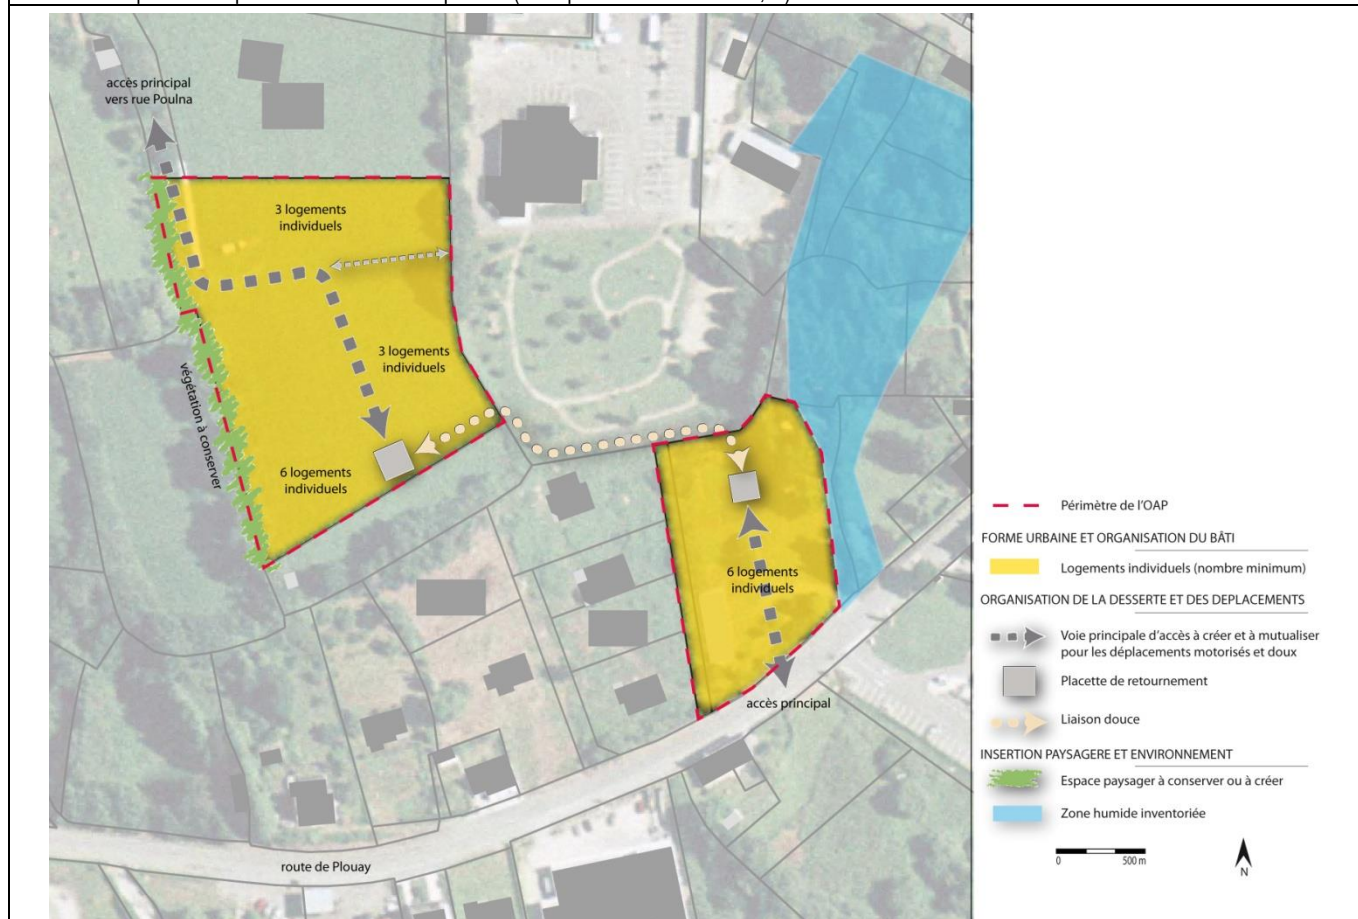 accès principal
vers rue Poulna
3 logements
individuels
3 logements
individuels
végétation à conserver
6 logements
individuels
6 logements
individuels
accès principal
route de Plouay
Périmètre de l'OAP
FORME URBAINE ET ORGANISATION DU BÂTI
Logements individuels (nombre minimum)
ORGANISATION DE LA DESSERTE ET DES DEPLACEMENTS
Voie principale d'accès à créer et à mutualiser
pour les déplacements motorisés et doux
Placette de retournement
Liaison douce
INSERTION PAYSAGERE ET ENVIRONNEMENT
Espace paysager à conserver ou à créer
Zone humide inventoriée
0 500 m
N